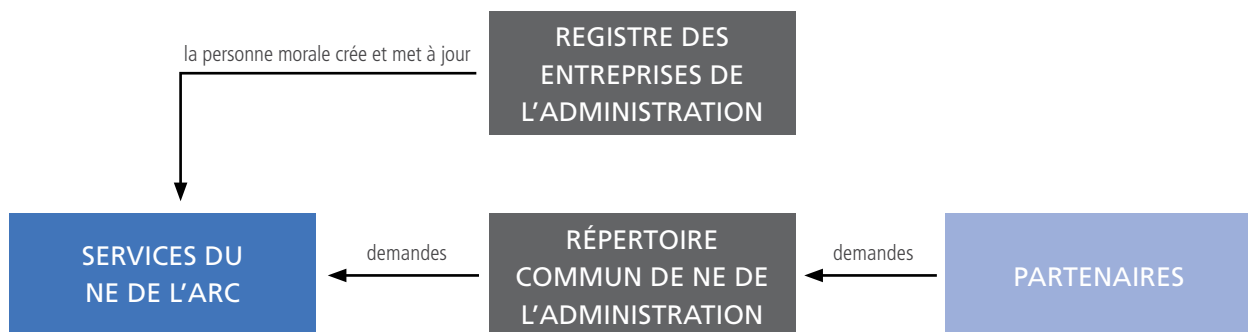 la personne morale crée et met à jour
REGISTRE DES
ENTREPRISES DE
L’ADMINISTRATION
SERVICES DU
NE DE L’ARC
demandes
RÉPERTOIRE
COMMUN DE NE DE
L’ADMINISTRATION
demandes
PARTENAIRES